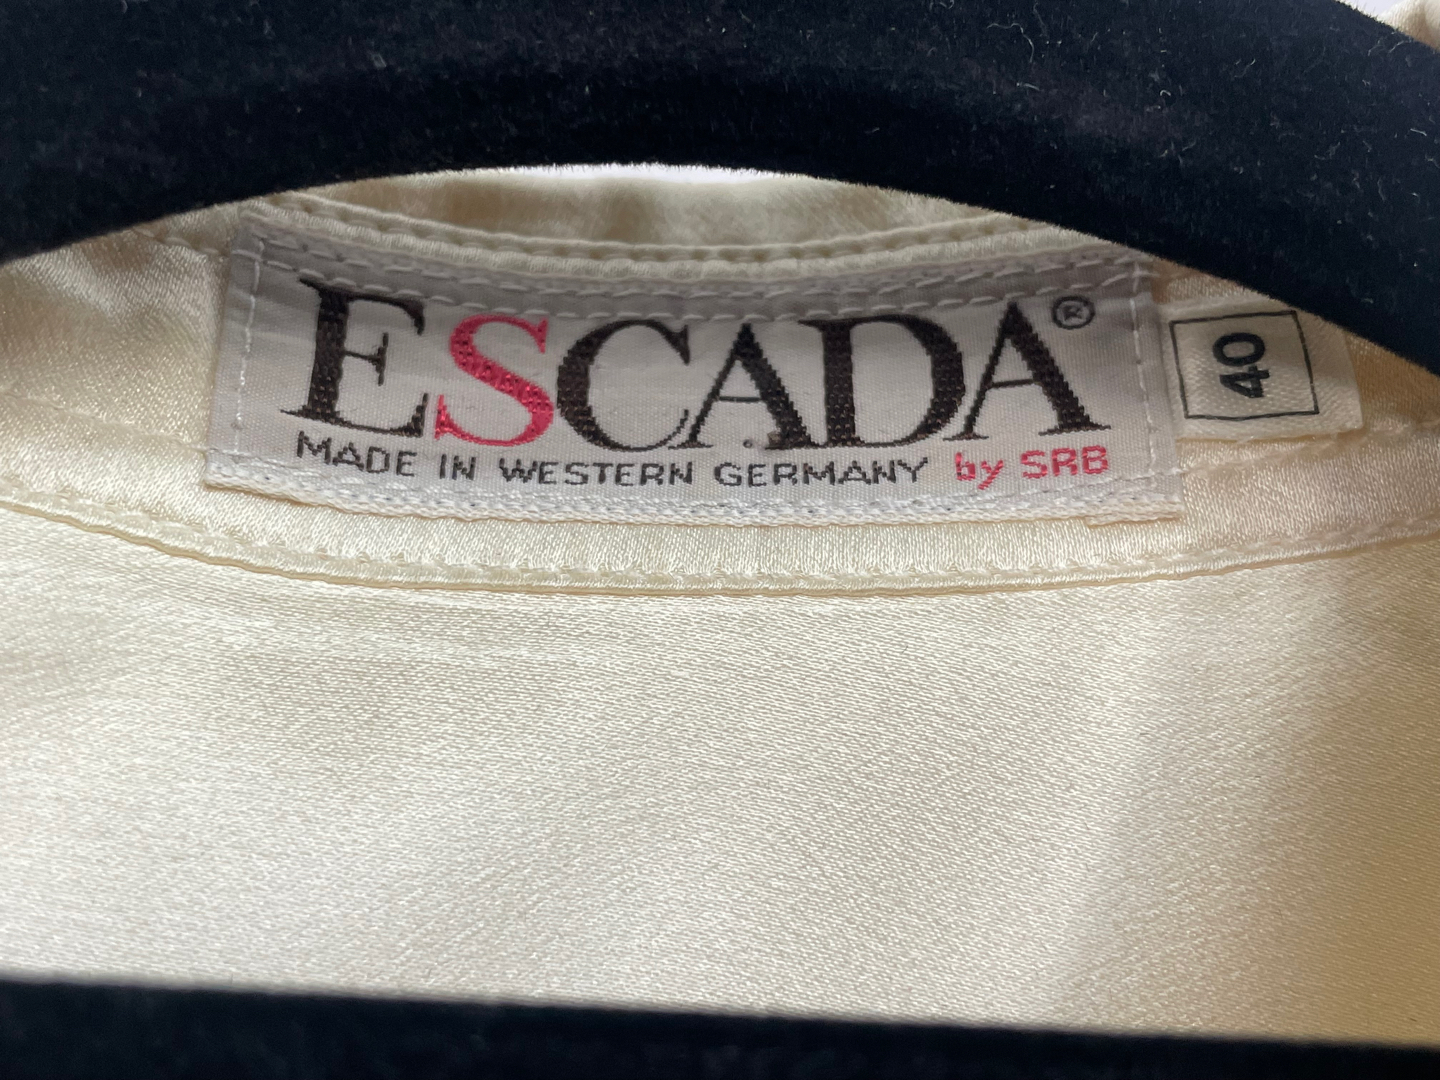 ESCADA®
MADE IN WESTERN GERMANY by SRB
40